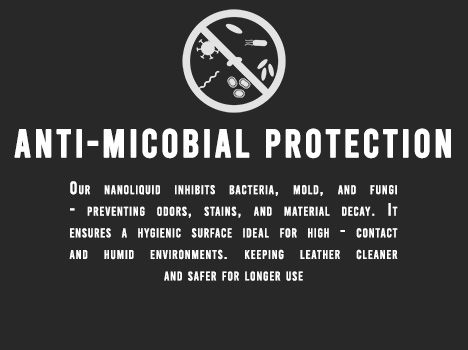 ANTI-MICOBIAL PROTECTION
Our nanoliquid inhibits bacteria, mold, and fungi
- preventing odors, stains, and material decay. It
ensures a hygienic surface ideal for high - contact
and humid environments. keeping leather cleaner
and safer for longer use